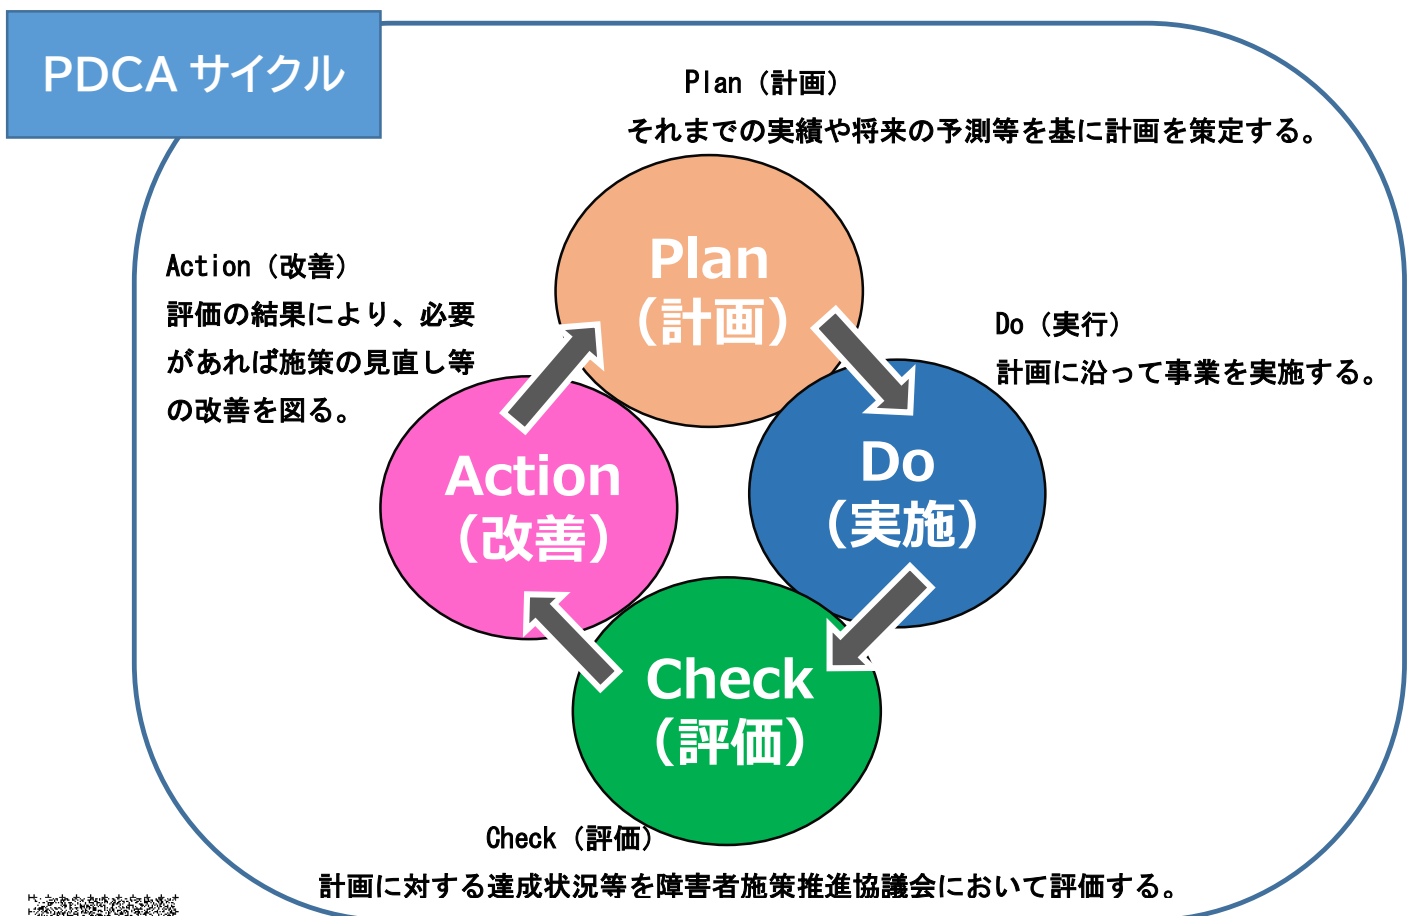 PDCA サイクル
Plan（計画）
それまでの実績や将来の予測等を基に計画を策定する。
Plan
（計画）
Action（改善）
評価の結果により、必要
があれば施策の見直し等
の改善を図る。
Do（実行）
計画に沿って事業を実施する。
Action
（改善）
Do
（実施）
Check
（評価）
Check（評価）
計画に対する達成状況等を障害者施策推進協議会において評価する。